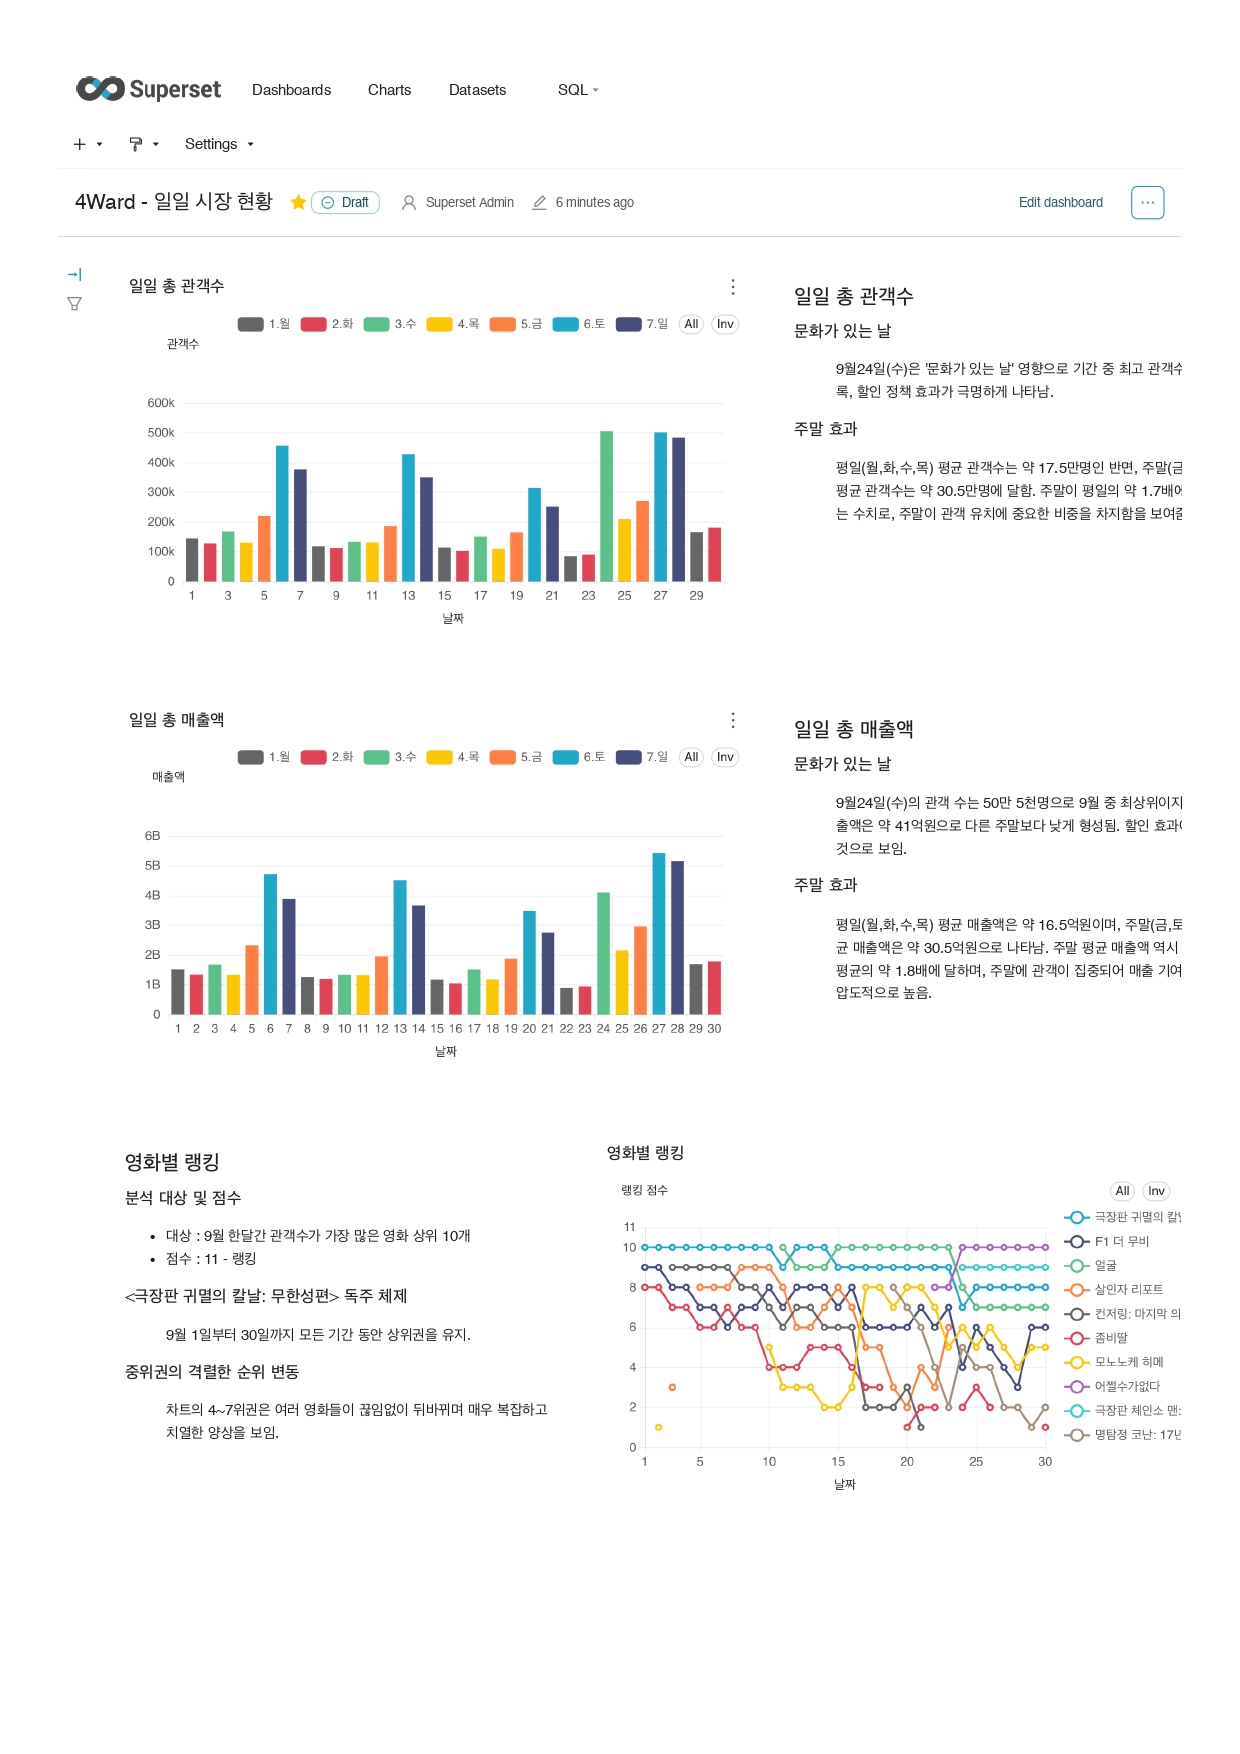 Superset Dashboards Charts Datasets SQL
Settings
4Ward - 일일 시장 현황 Draft Superset Admin 6 minutes ago Edit dashboard
일일 총 관객수
1.월 2.화 3.수 4.목 5.금 6.토 7.일 All Inv
관객수
600k
500k
400k
300k
200k
100k
0
1 3 5 7 9 11 13 15 17 19 21 23 25 27 29
날짜
일일 총 관객수
문화가 있는 날
9월24일(수)은 '문화가 있는 날' 영향으로 기간 중 최고 관객수
록, 할인 정책 효과가 극명하게 나타남.
주말 효과
평일(월,화,수,목) 평균 관객수는 약 17.5만명인 반면, 주말(금
평균 관객수는 약 30.5만명에 달함. 주말이 평일의 약 1.7배에
는 수치로, 주말이 관객 유치에 중요한 비중을 차지함을 보여줌
일일 총 매출액
1.월 2.화 3.수 4.목 5.금 6.토 7.일 All Inv
매출액
6B
5B
4B
3B
2B
1B
0
1 2 3 4 5 6 7 8 9 10 11 12 13 14 15 16 17 18 19 20 21 22 23 24 25 26 27 28 29 30
날짜
일일 총 매출액
문화가 있는 날
9월24일(수)의 관객 수는 50만 5천명으로 9월 중 최상위이지
출액은 약 41억원으로 다른 주말보다 낮게 형성됨. 할인 효과
것으로 보임.
주말 효과
평일(월,화,수,목) 평균 매출액은 약 16.5억원이며, 주말(금,토
균 매출액은 약 30.5억원으로 나타남. 주말 평균 매출액 역시
평균의 약 1.8배에 달하며, 주말에 관객이 집중되어 매출 기여
압도적으로 높음.
영화별 랭킹
분석 대상 및 점수
• 대상 : 9월 한달간 관객수가 가장 많은 영화 상위 10개
• 점수 : 11 - 랭킹
<극장판 귀멸의 칼날: 무한성편> 독주 체제
9월 1일부터 30일까지 모든 기간 동안 상위권을 유지.
중위권의 격렬한 순위 변동
차트의 4~7위권은 여러 영화들이 끊임없이 뒤바뀌며 매우 복잡하고
치열한 양상을 보임.
영화별 랭킹
랭킹 점수
All Inv
11
10
8
6
4
2
0
1 5 10 15 20 25 30
날짜
극장판 귀멸의 칼날
F1 더 무비
얼굴
살인자 리포트
컨저링: 마지막 의
좀비딸
모노노케 히메
어쩔수가없다
극장판 체인소 맨:
명탐정 코난: 17년